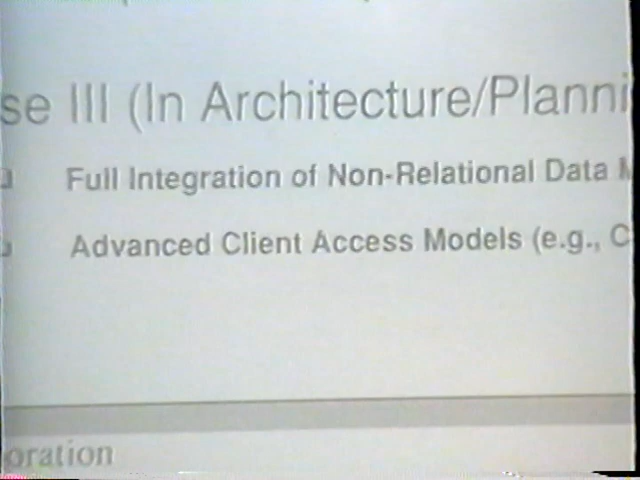 se III (In Architecture/Planni
Full Integration of Non-Relational Data M
Advanced Client Access Models (e.g., C
oration